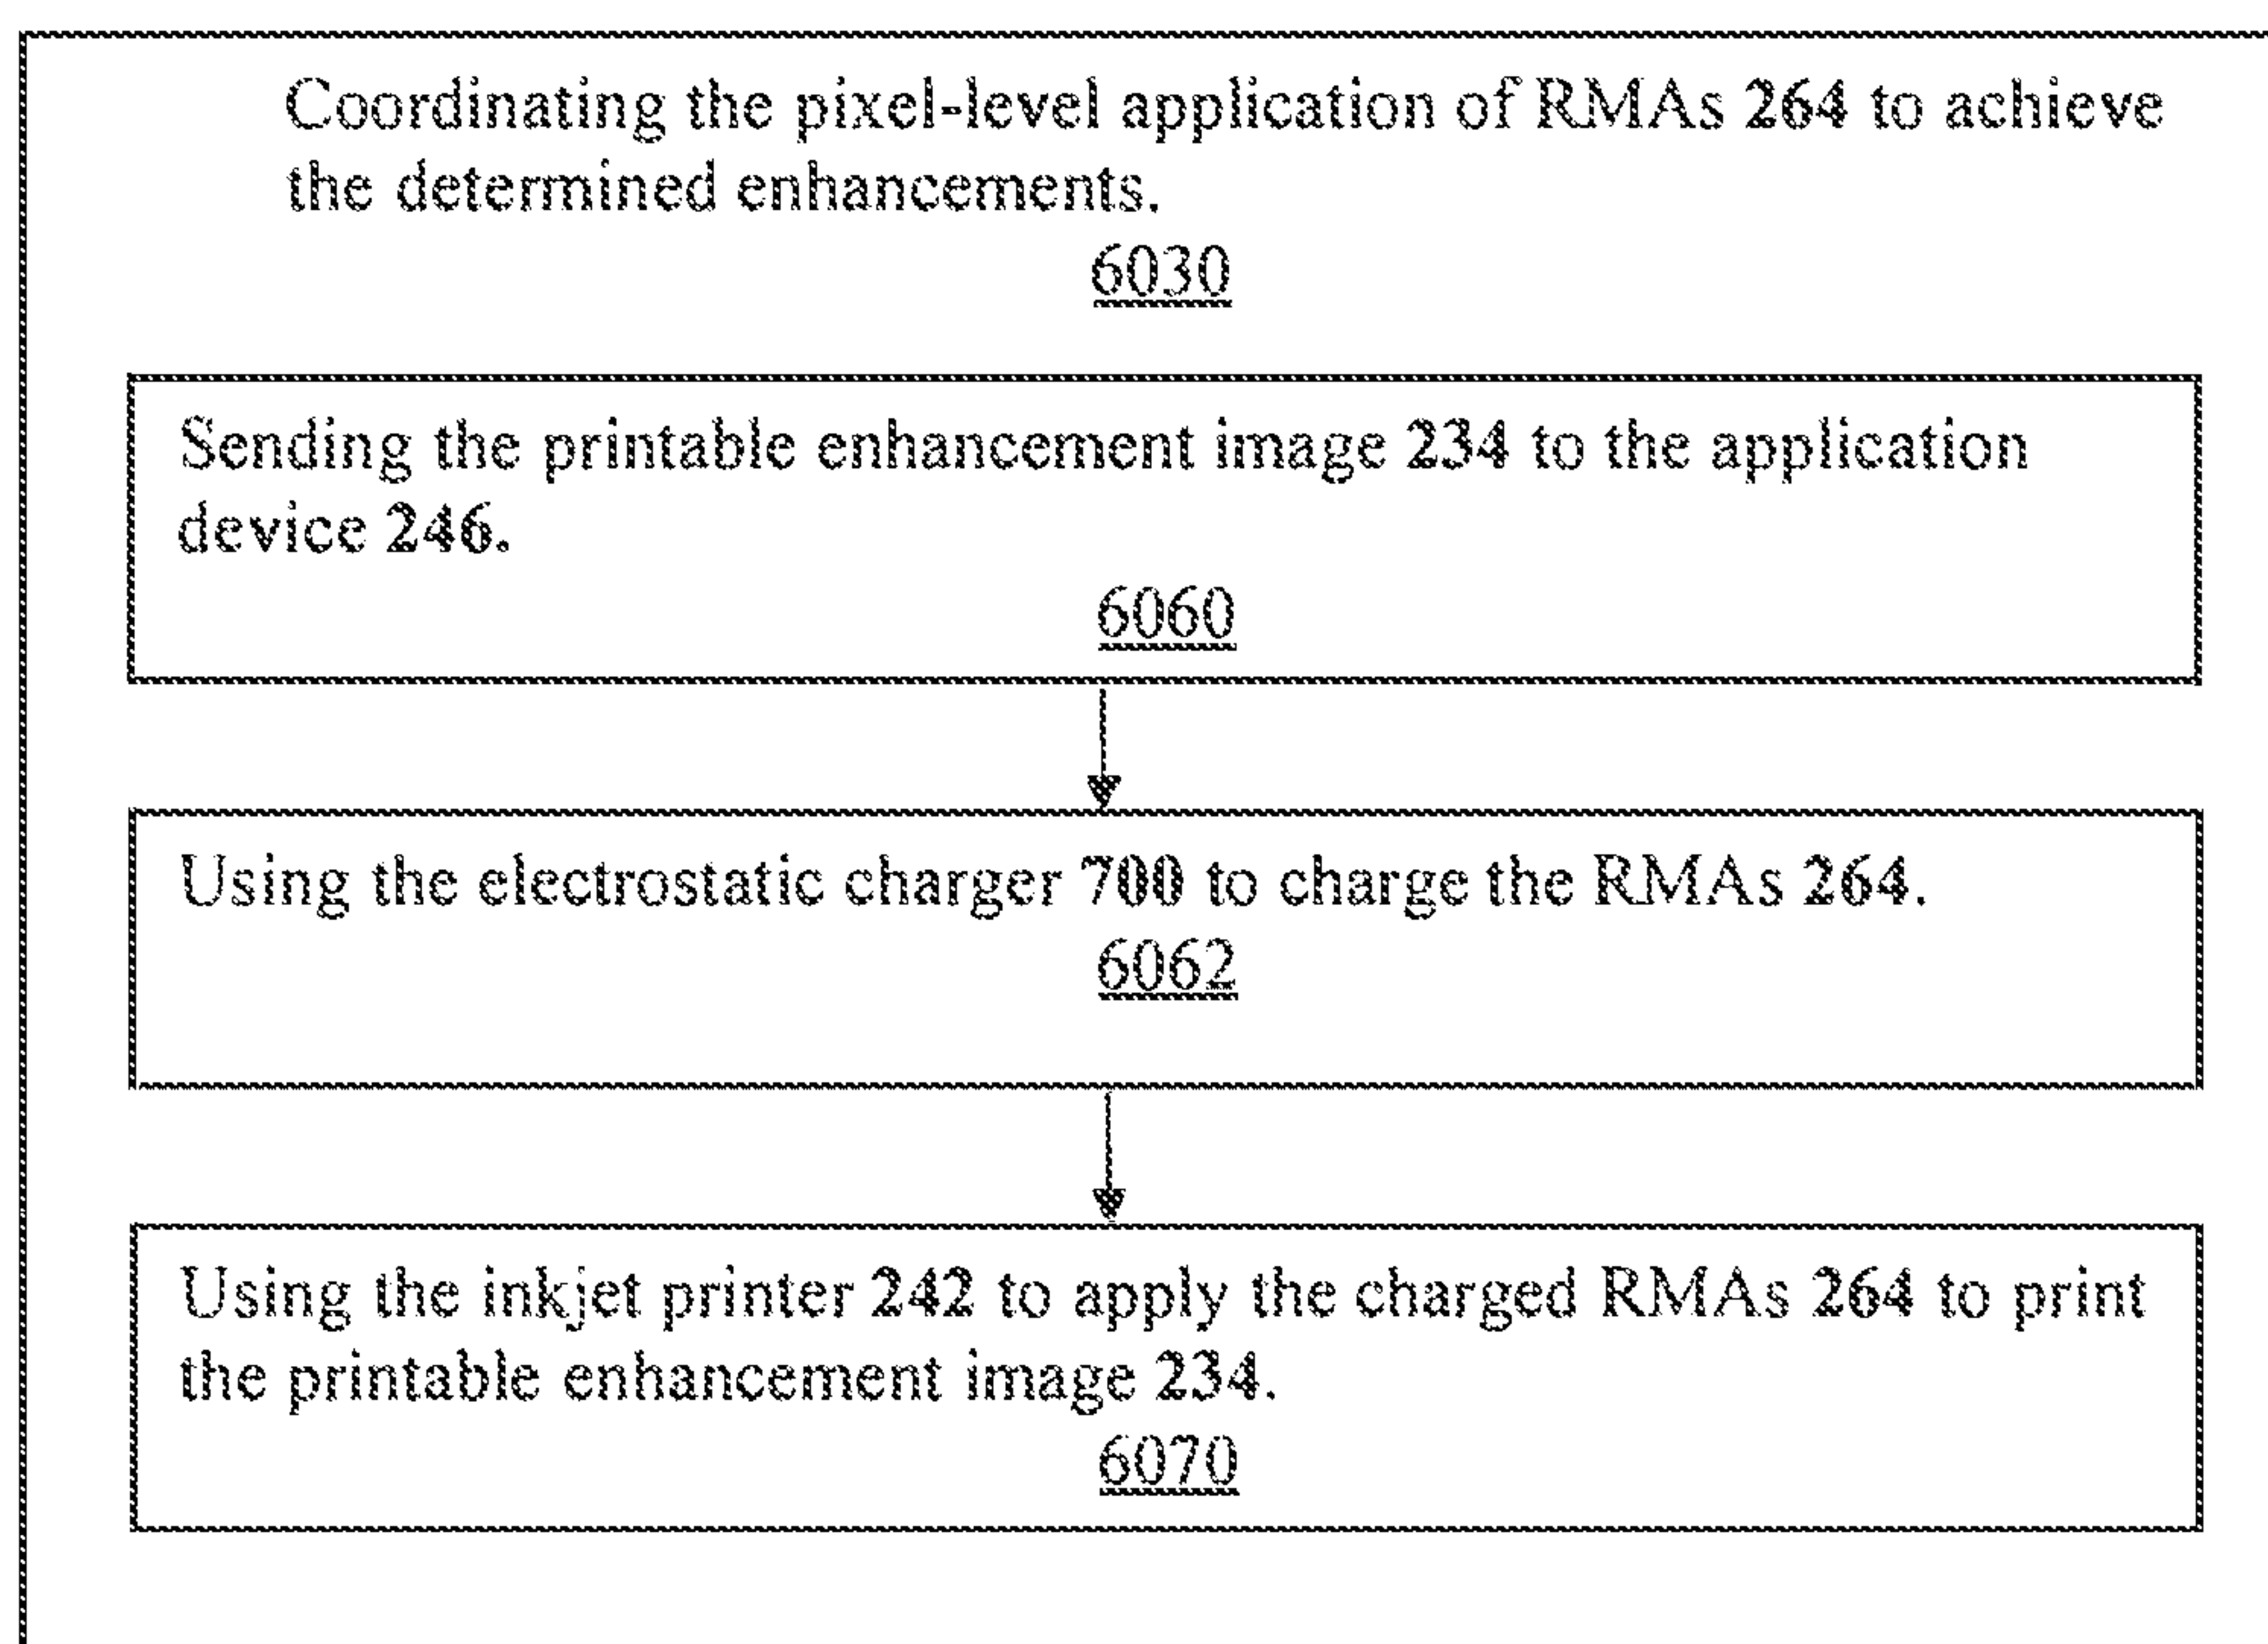 Coordinating the pixel-level application of RMAs 264 to achieve
the determined enhancements.
6030
Sending the printable enhancement image 234 to the application
device 246.
6060
Using the electrostatic charger 700 to charge the RMAs 264.
6062
Using the inkjet printer 242 to apply the charged RMAs 264 to print
the printable enhancement image 234.
6070